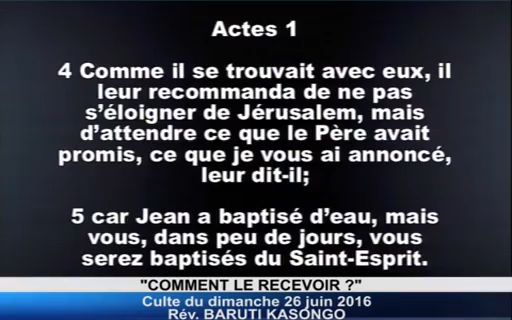 Actes 1
4 Comme il se trouvait avec eux, il
leur recommanda de ne pas
s'éloigner de Jérusalem, mais
d'attendre ce que le Père avait
promis, ce que je vous ai annoncé,
leur dit-il;
5 car Jean a baptisé d'eau, mais
vous, dans peu de jours, vous
serez baptisés du Saint-Esprit.
"COMMENT LE RECEVOIR ?"
Culte du dimanche 26 juin 2016
Rév. BARUTI KASONGO